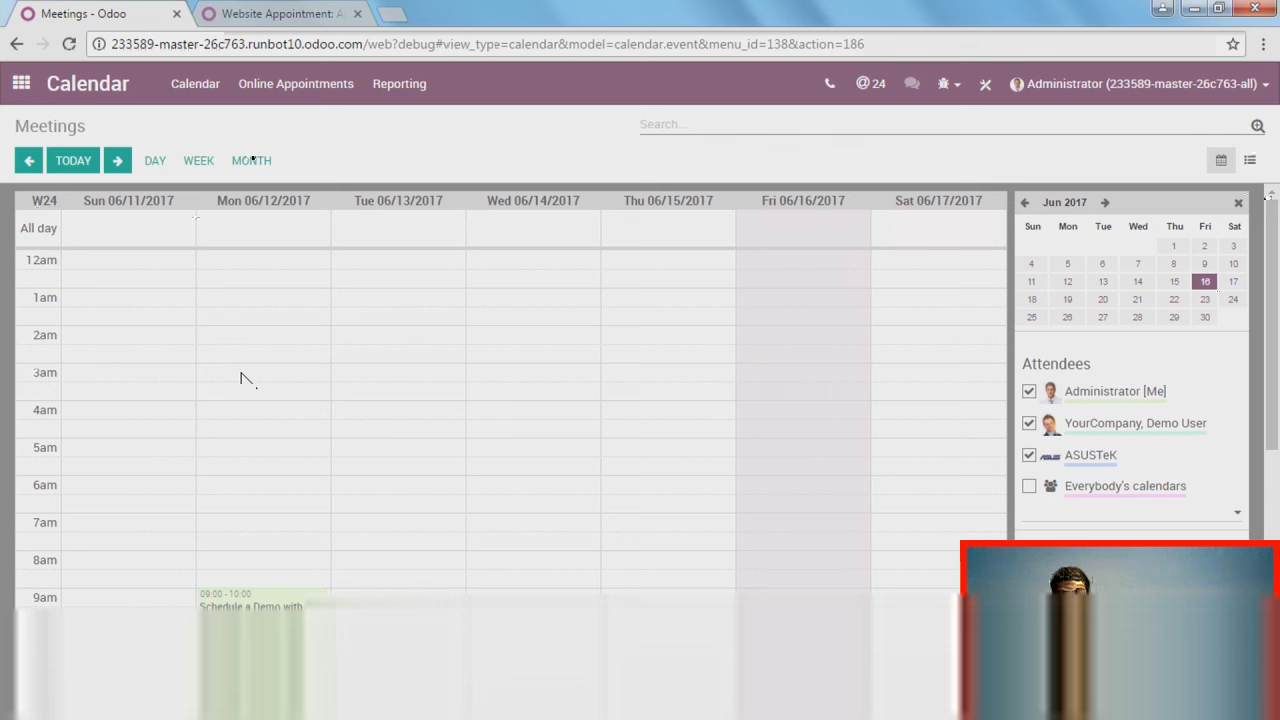 Meetings - Odoo
Website Appointment: A
233589-master-26c763.runbot10.odoo.com/web?debug#view_type=calendar&model=calendar.event&menu_id=138&action=186
Calendar Calendar Online Appointments Reporting @24 Administrator (233589-master-26c763-all)
Meetings
Search...
TODAY DAY WEEK MONTH
W24 Sun 06/11/2017 Mon 06/12/2017 Tue 06/13/2017 Wed 06/14/2017 Thu 06/15/2017 Fri 06/16/2017 Sat 06/17/2017
All day
12am
1am
2am
3am
4am
5am
6am
7am
8am
9am
09:00 - 10:00
Schedule a Demo with
Jun 2017
Sun Mon Tue Wed Thu Fri Sat
1 2 3
4 5 6 7 8 9 10
11 12 13 14 15 16 17
18 19 20 21 22 23 24
25 26 27 28 29 30
Attendees
Administrator [Me]
YourCompany, Demo User
ASUS ASUSTeK
Everybody's calendars